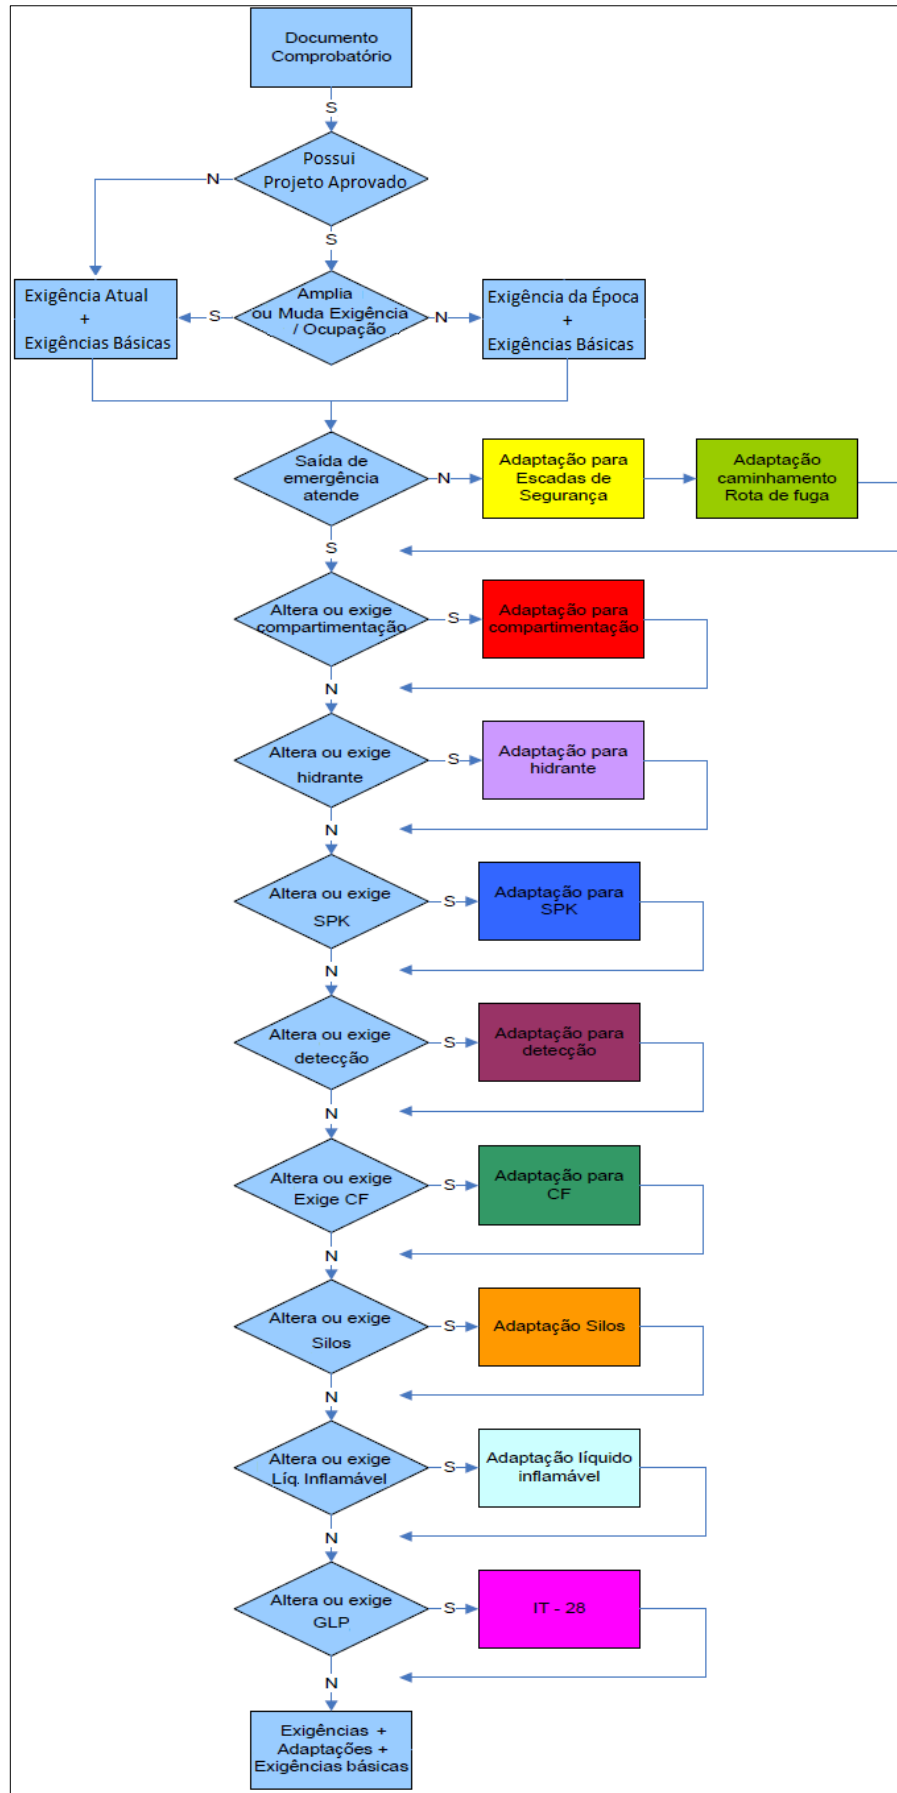 Documento
Comprobatório
S
Possui
Projeto Aprovado
N
S
Exigência Atual
+
Exigências Básicas
S
Amplia
ou Muda Exigência
/ Ocupação
N
Exigência da Época
+
Exigências Básicas
Saída de
emergência
atende
N
Adaptação para
Escadas de
Segurança
Adaptação
caminhamento
Rota de fuga
S
Altera ou exige
compartimentação
S
Adaptação para
compartimentação
N
Altera ou exige
hidrante
S
Adaptação para
hidrante
N
Altera ou exige
SPK
S
Adaptação para
SPK
N
Altera ou exige
detecção
S
Adaptação para
detecção
N
Altera ou exige
Exige CF
S
Adaptação para
CF
N
Altera ou exige
Silos
S
Adaptação Silos
N
Altera ou exige
Líq. Inflamável
S
Adaptação líquido
inflamável
N
Altera ou exige
GLP
S
IT - 28
N
Exigências +
Adaptações +
Exigências básicas